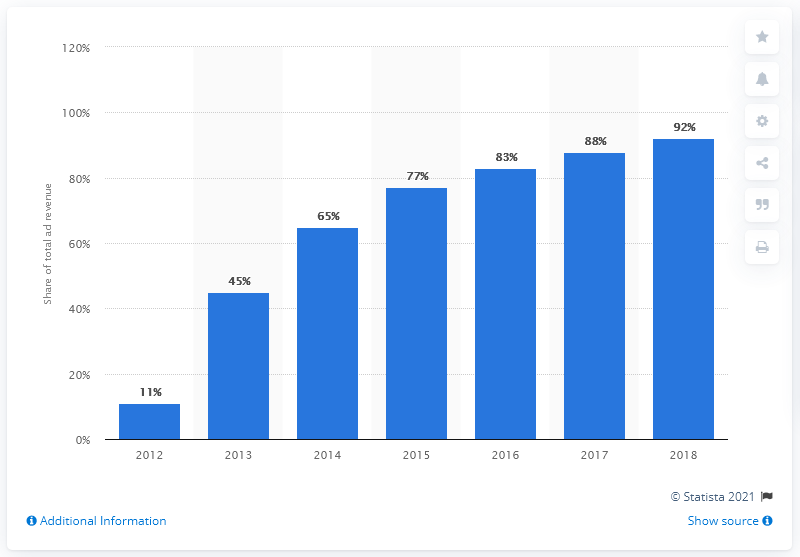 120%
100%
80%
60%
40%
20%
0%
Share of total ad revenue
11%
45%
65%
77%
83%
88%
92%
2012 2013 2014 2015 2016 2017 2018
© Statista 2021
Additional Information
Show source